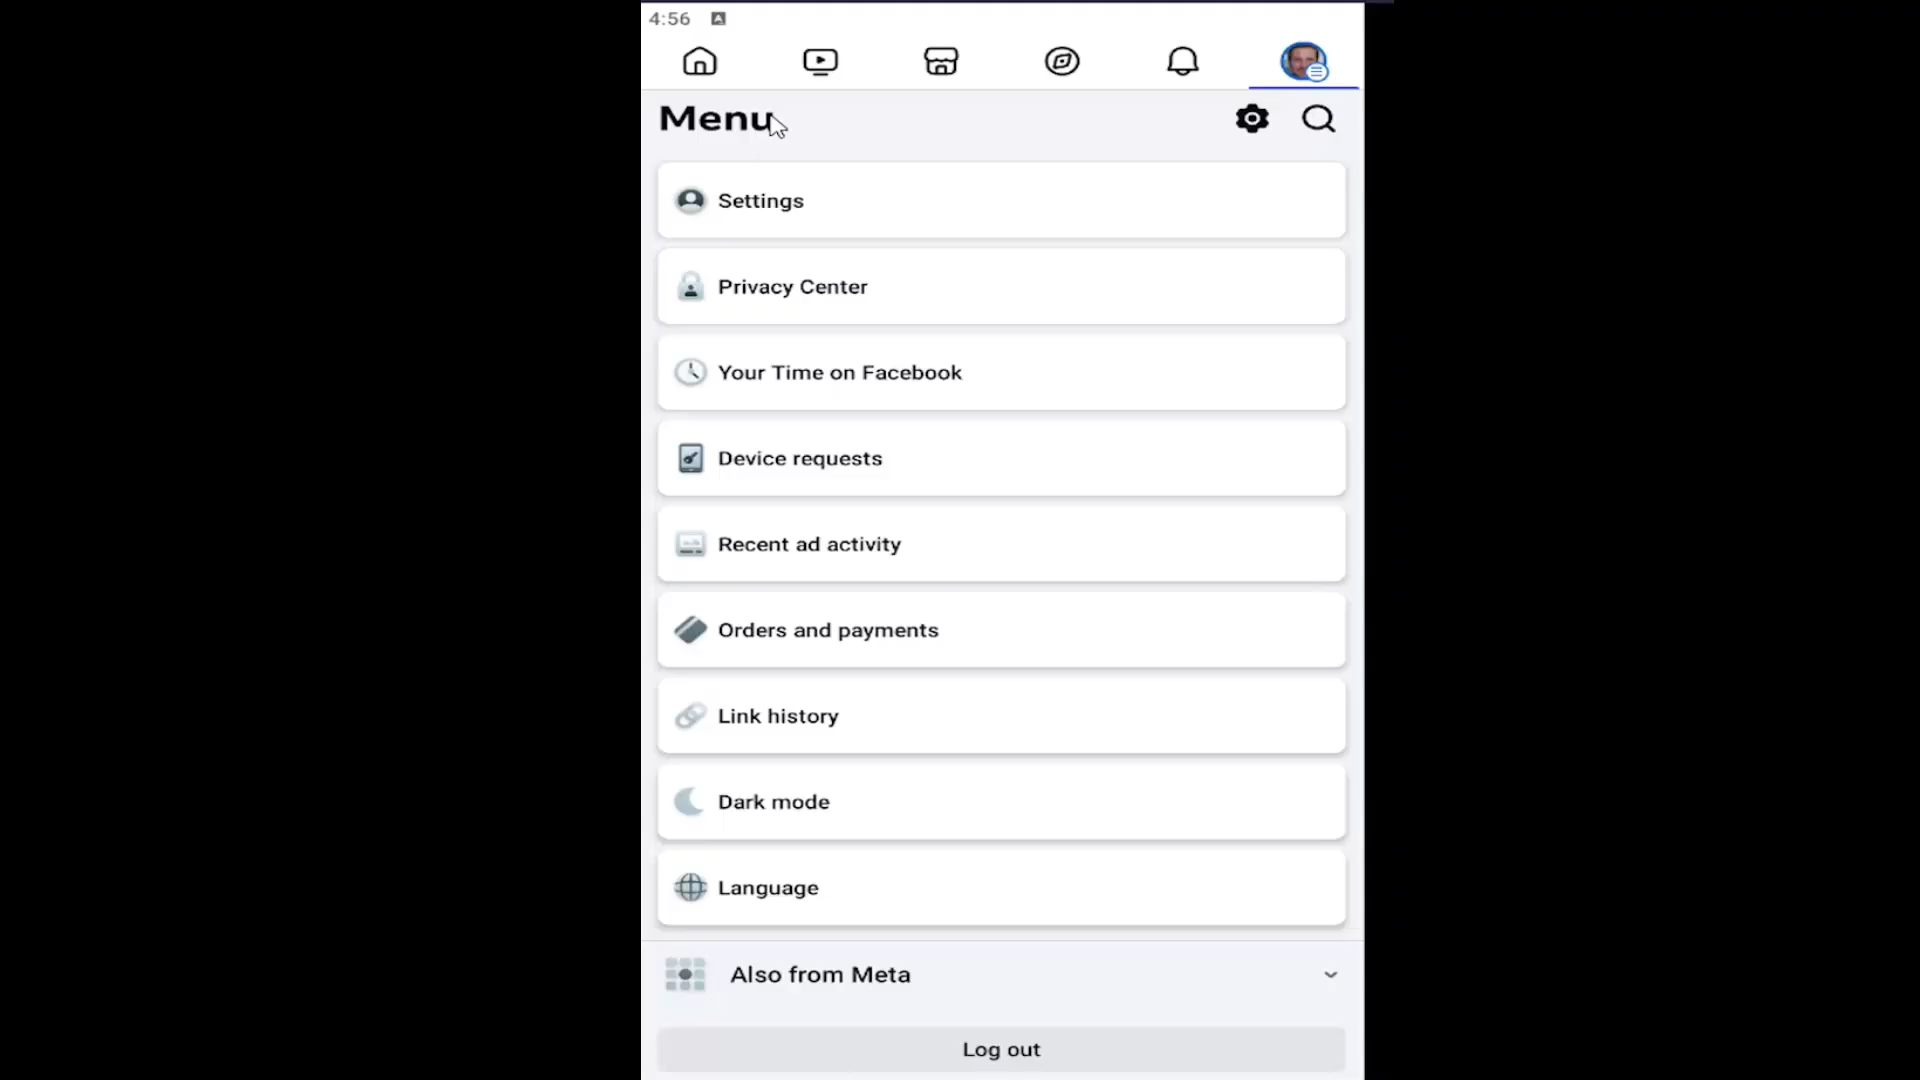 4:56
Menu
Settings
Privacy Center
Your Time on Facebook
Device requests
Recent ad activity
Orders and payments
Link history
Dark mode
Language
Also from Meta
Log out